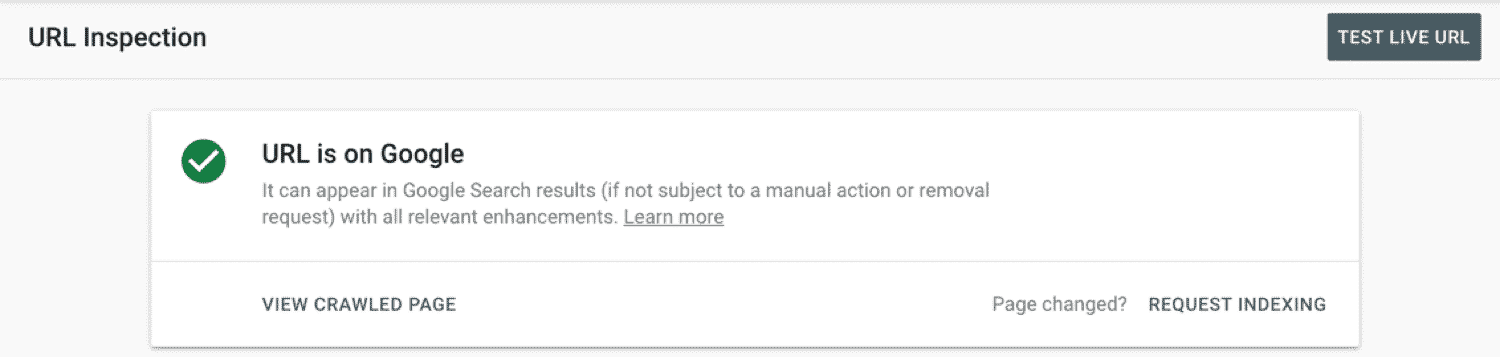 URL Inspection
TEST LIVE URL
URL is on Google
It can appear in Google Search results (if not subject to a manual action or removal
request) with all relevant enhancements. Learn more
VIEW CRAWLED PAGE
Page changed? REQUEST INDEXING